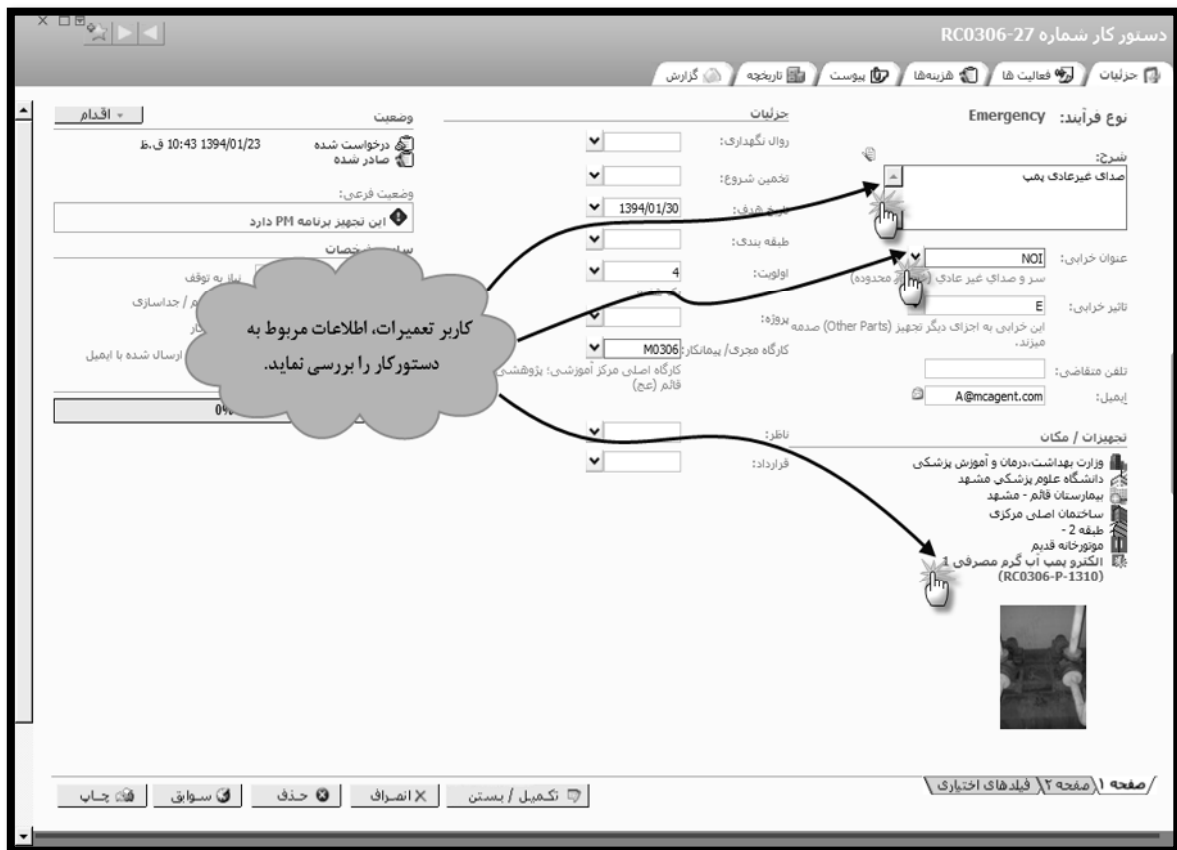 دستور کار شماره RC0306-27
جزئیات
فعالیت ها
هزینه‌ها
پیوست
تاریخچه
گزارش
نوع فرآیند: Emergency
شرح:
صدای غیرعادی پمپ
عنوان خرابی: NOI
سر و صداي غير عادي
محدوده)
تاثیر خرابی: E
این خرابی به اجزای دیگر تجهیز (Other Parts) صدمه
میزند.
تلفن متقاضی:
ایمیل: A@mcagent.com
تجهیزات / مکان
وزارت بهداشت،درمان و آموزش پزشکی
دانشگاه علوم پزشکی مشهد
بیمارستان قائم - مشهد
ساختمان اصلی مرکزی
طبقه 2 -
موتورخانه قدیم
الکترو پمپ آب گرم مصرفی 1
(RC0306-P-1310)
جزئیات
روال نگهداری:
تخمین شروع:
تاریخ هدف: 1394/01/30
طبقه بندی:
اولویت: 4
پروژه:
کارگاه مجری/ پیمانکار: M0306
کارگاه اصلی مرکز آموزشی؛ پژوهشی
قائم (عج)
ناظر:
قرارداد:
وضعیت
اقدام
درخواست شده 1394/01/23 10:43 ق.ظ
صادر شده
وضعیت فرعی:
این تجهیز برنامه PM دارد
نیاز به توقف
/ جداسازی
ارسال شده با ایمیل
0%
کاربر تعمیرات، اطلاعات مربوط به
دستورکار را بررسی نماید.
صفحه ۱
صفحه ۲
فیلدهای اختیاری
تکمیل / بستن
انصراف
حذف
سوابق
چاپ